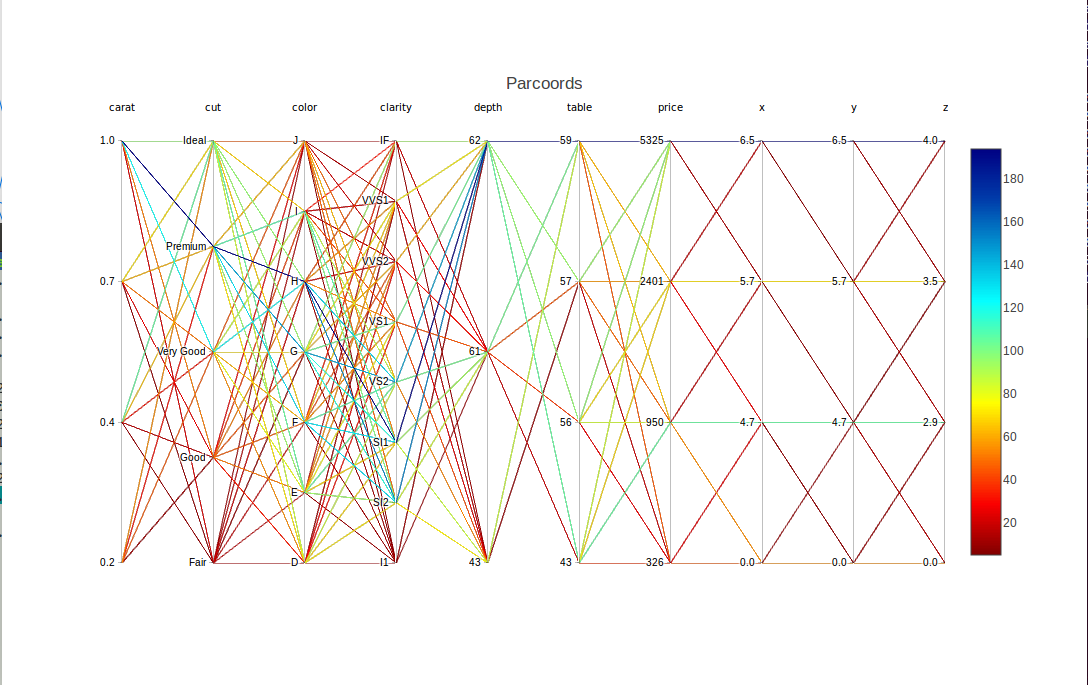 Parcoords
carat cut color clarity depth table price x y z
1.0 Ideal J IF 62 59 5325 6.5 6.5 4.0
180
VVS1
I
160
Premium
VVS2
140
0.7 H 57 2401 5.7 5.7 3.5
120
VS1
Very Good G 61
100
VS2
80
0.4 F 56 950 4.7 4.7 2.9
SI1
60
Good
40
E
SI2
20
0.2 Fair D I1 43 43 326 0.0 0.0 0.0